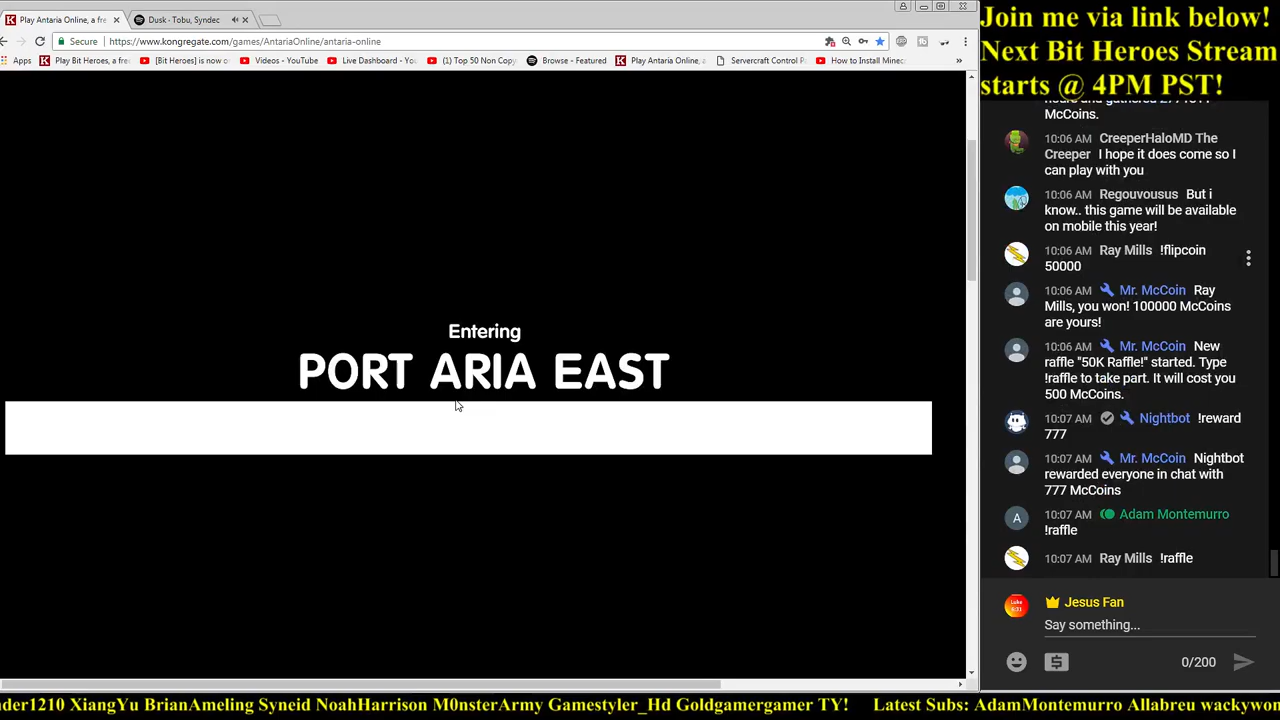 Play Antaria Online, a fre
Dusk - Tobu, Syndec
Secure
https://www.kongregate.com/games/AntariaOnline/antaria-online
Apps
Play Bit Heroes, a free
[Bit Heroes] is now o
Videos - YouTube
Live Dashboard - You
(1) Top 50 Non Copy
Browse - Featured
Play Antaria Online, a
Servercraft Control P
How to Install Minec
»
Entering
PORT ARIA EAST
Join me via link below!
Next Bit Heroes Stream
starts @ 4PM PST!
McCoins.
10:06 AM CreeperHaloMD The
Creeper I hope it does come so I
can play with you
10:06 AM Regouvousus But i
know.. this game will be available
on mobile this year!
10:06 AM Ray Mills !flipcoin
50000
10:06 AM Mr. McCoin Ray
Mills, you won! 100000 McCoins
are yours!
10:06 AM Mr. McCoin New
raffle "50K Raffle!" started. Type
!raffle to take part. It will cost you
500 McCoins.
10:07 AM Nightbot !reward
777
10:07 AM Mr. McCoin Nightbot
rewarded everyone in chat with
777 McCoins
A
10:07 AM Adam Montemurro
!raffle
10:07 AM Ray Mills !raffle
Luke
6:31
Jesus Fan
Say something...
0/200
nder1210 XiangYu BrianAmeling Syneid NoahHarrison M0nsterArmy Gamestyler_Hd Goldgamergamer TY! Latest Subs: AdamMontemurro Allabreu wackywor